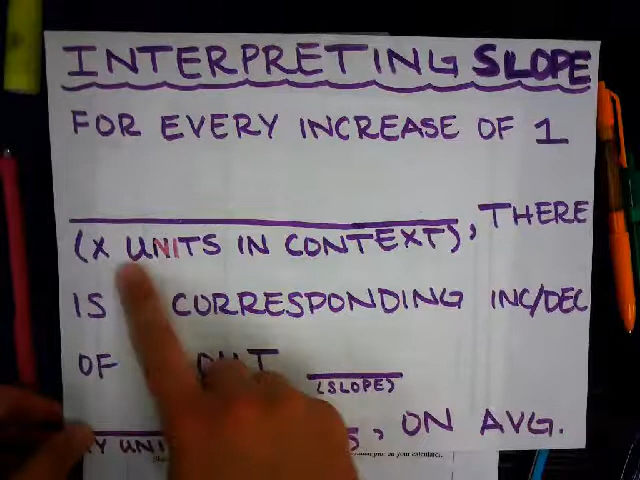 INTERPRETING SLOPE
FOR EVERY INCREASE OF 1
(X UNITS IN CONTEXT), THERE
IS CORRESPONDING INC/DEC
OF
(SLOPE)
, ON AVG.